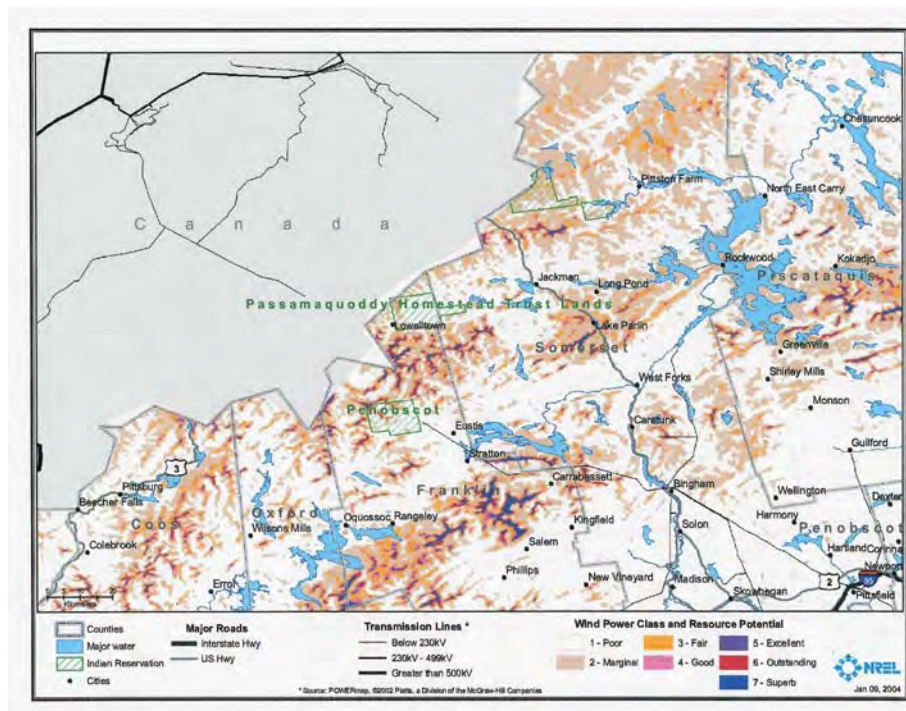 Chesuncook
Pittston Farm
North East Carry
Canada
Rockwood
Kokadjo
Piscataquis
Jackman
Long Pond
Passamaquoddy Homestead Trust Lands
Lowelltown
Lake Parlin
Somerset
Greenville
Shirley Mills
West Forks
Penobscot
Monson
Eustis
Caratunk
Guilford
Stratton
3
Pittsburg
Franklin
Carrabassett
Bingham
Wellington
Dexter
Beecher Falls
Coos
Oxford
Oquossoc
Rangeley
Kingfield
Solon
Harmony
Penobscot
Wilsons Mills
Colebrook
Salem
Hartland
Corinna
Newport
Errol
Phillips
New Vineyard
Madison
2
95
Skowhegan
Pittsfield
Kilometers
Counties
Major water
Indian Reservation
Cities
Major Roads
Interstate Hwy
US Hwy
Transmission Lines *
Below 230kV
230kV - 499kV
Greater than 500kV
* Source: POWERmap, ©2002 Platts, a Division of the McGraw-Hill Companies
Wind Power Class and Resource Potential
1 - Poor
2 - Marginal
3 - Fair
4 - Good
5 - Excellent
6 - Outstanding
7 - Superb
NREL
Jan 09, 2004